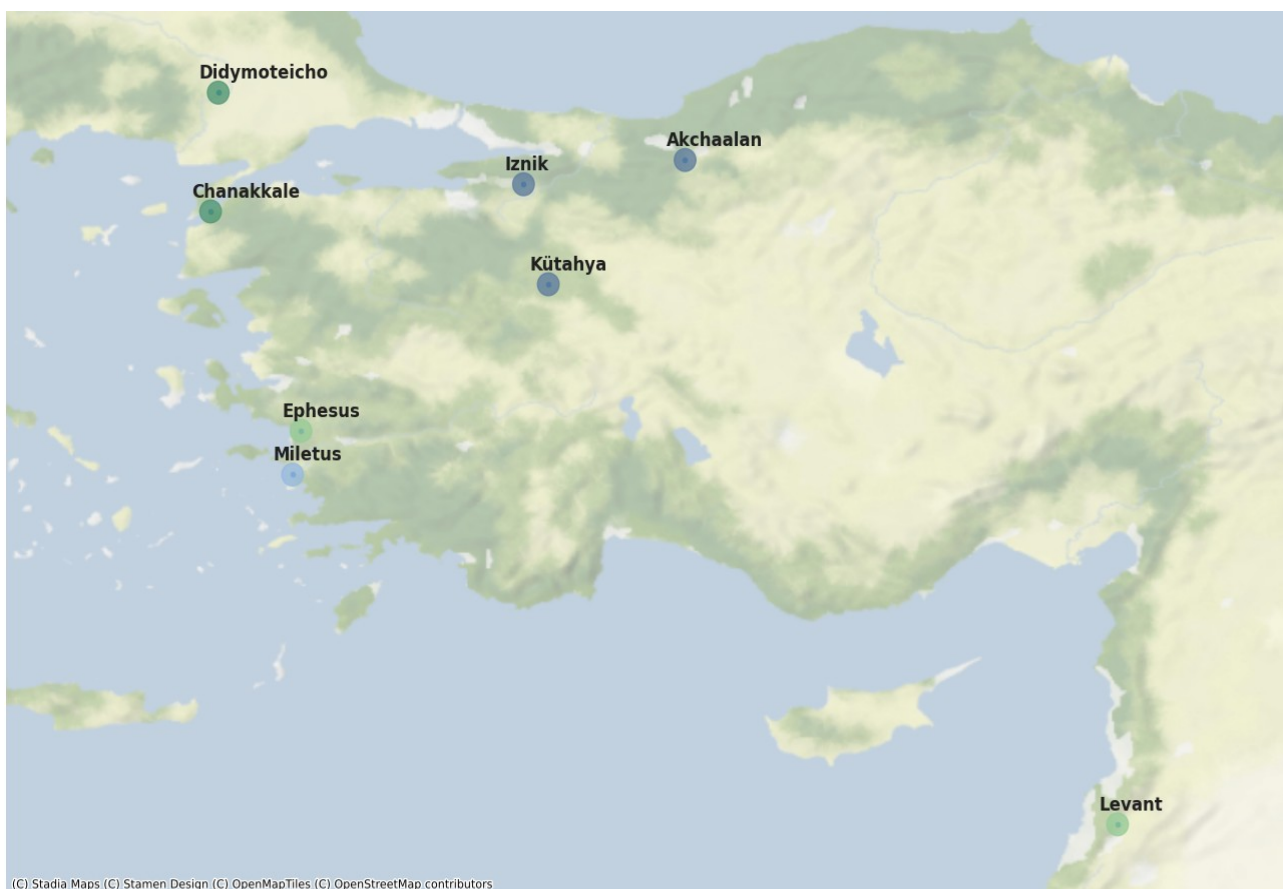 Didymoteicho
Akchaalan
Iznik
Chanakkale
Kütahya
Ephesus
Miletus
Levant
(C) Stadia Maps (C) Stamen Design (C) OpenMapTiles (C) OpenStreetMap contributors